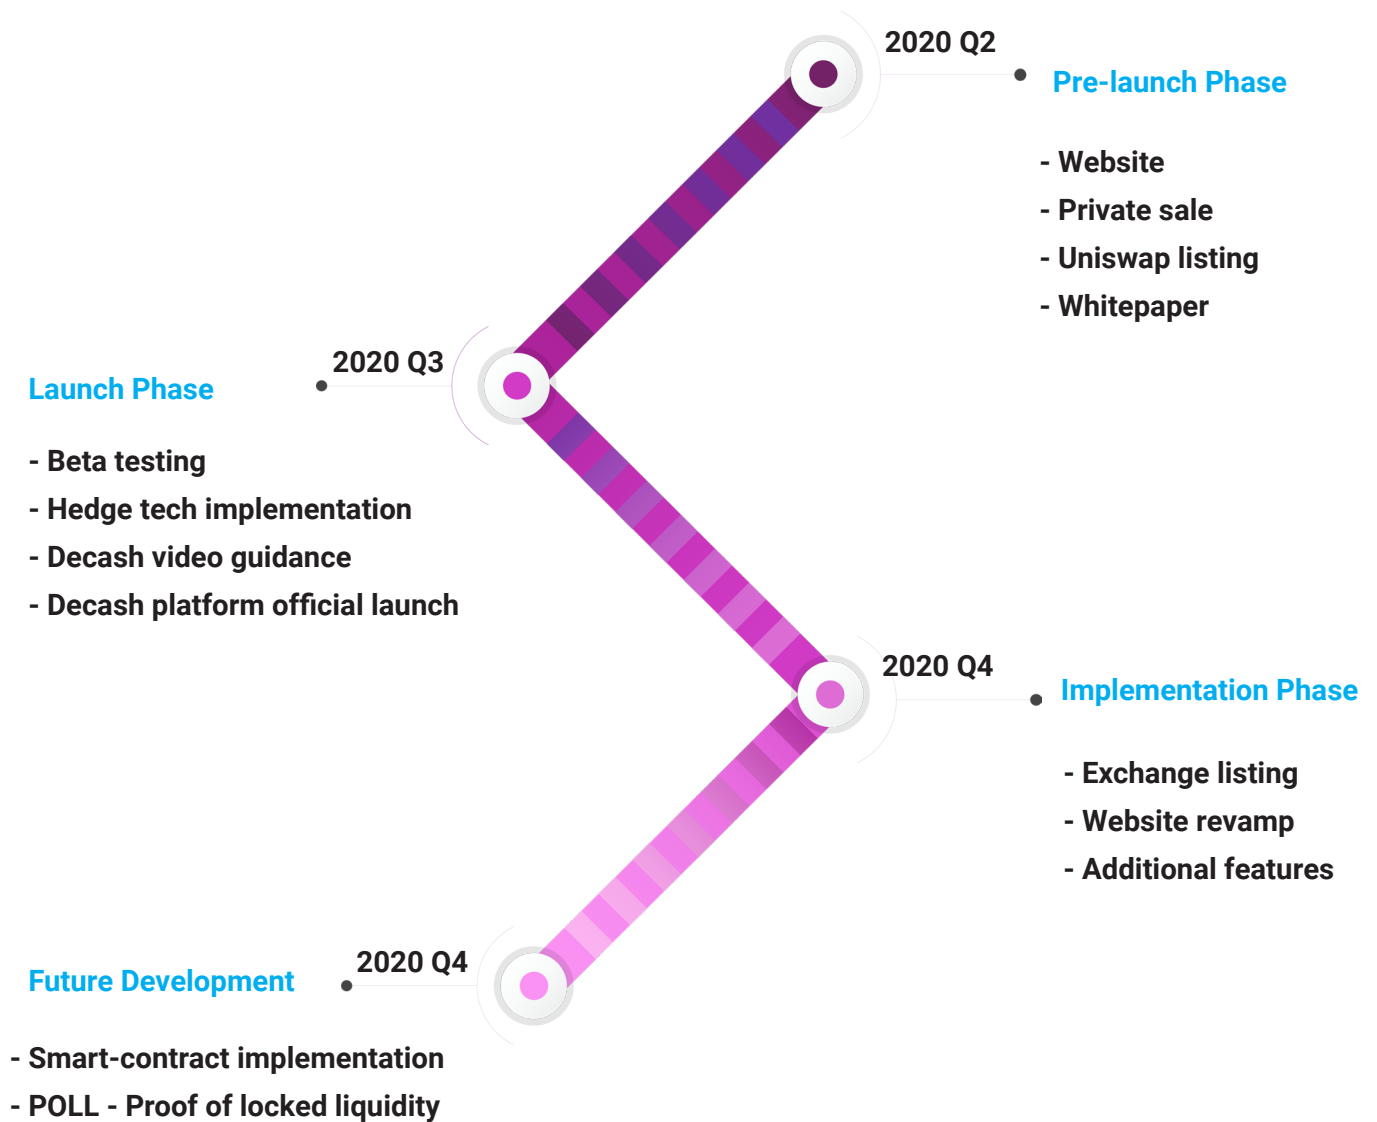 2020 Q2
Pre-launch Phase
- Website
- Private sale
- Uniswap listing
- Whitepaper
2020 Q3
Launch Phase
- Beta testing
- Hedge tech implementation
- Decash video guidance
- Decash platform official launch
2020 Q4
Implementation Phase
- Exchange listing
- Website revamp
- Additional features
2020 Q4
Future Development
- Smart-contract implementation
- POLL - Proof of locked liquidity